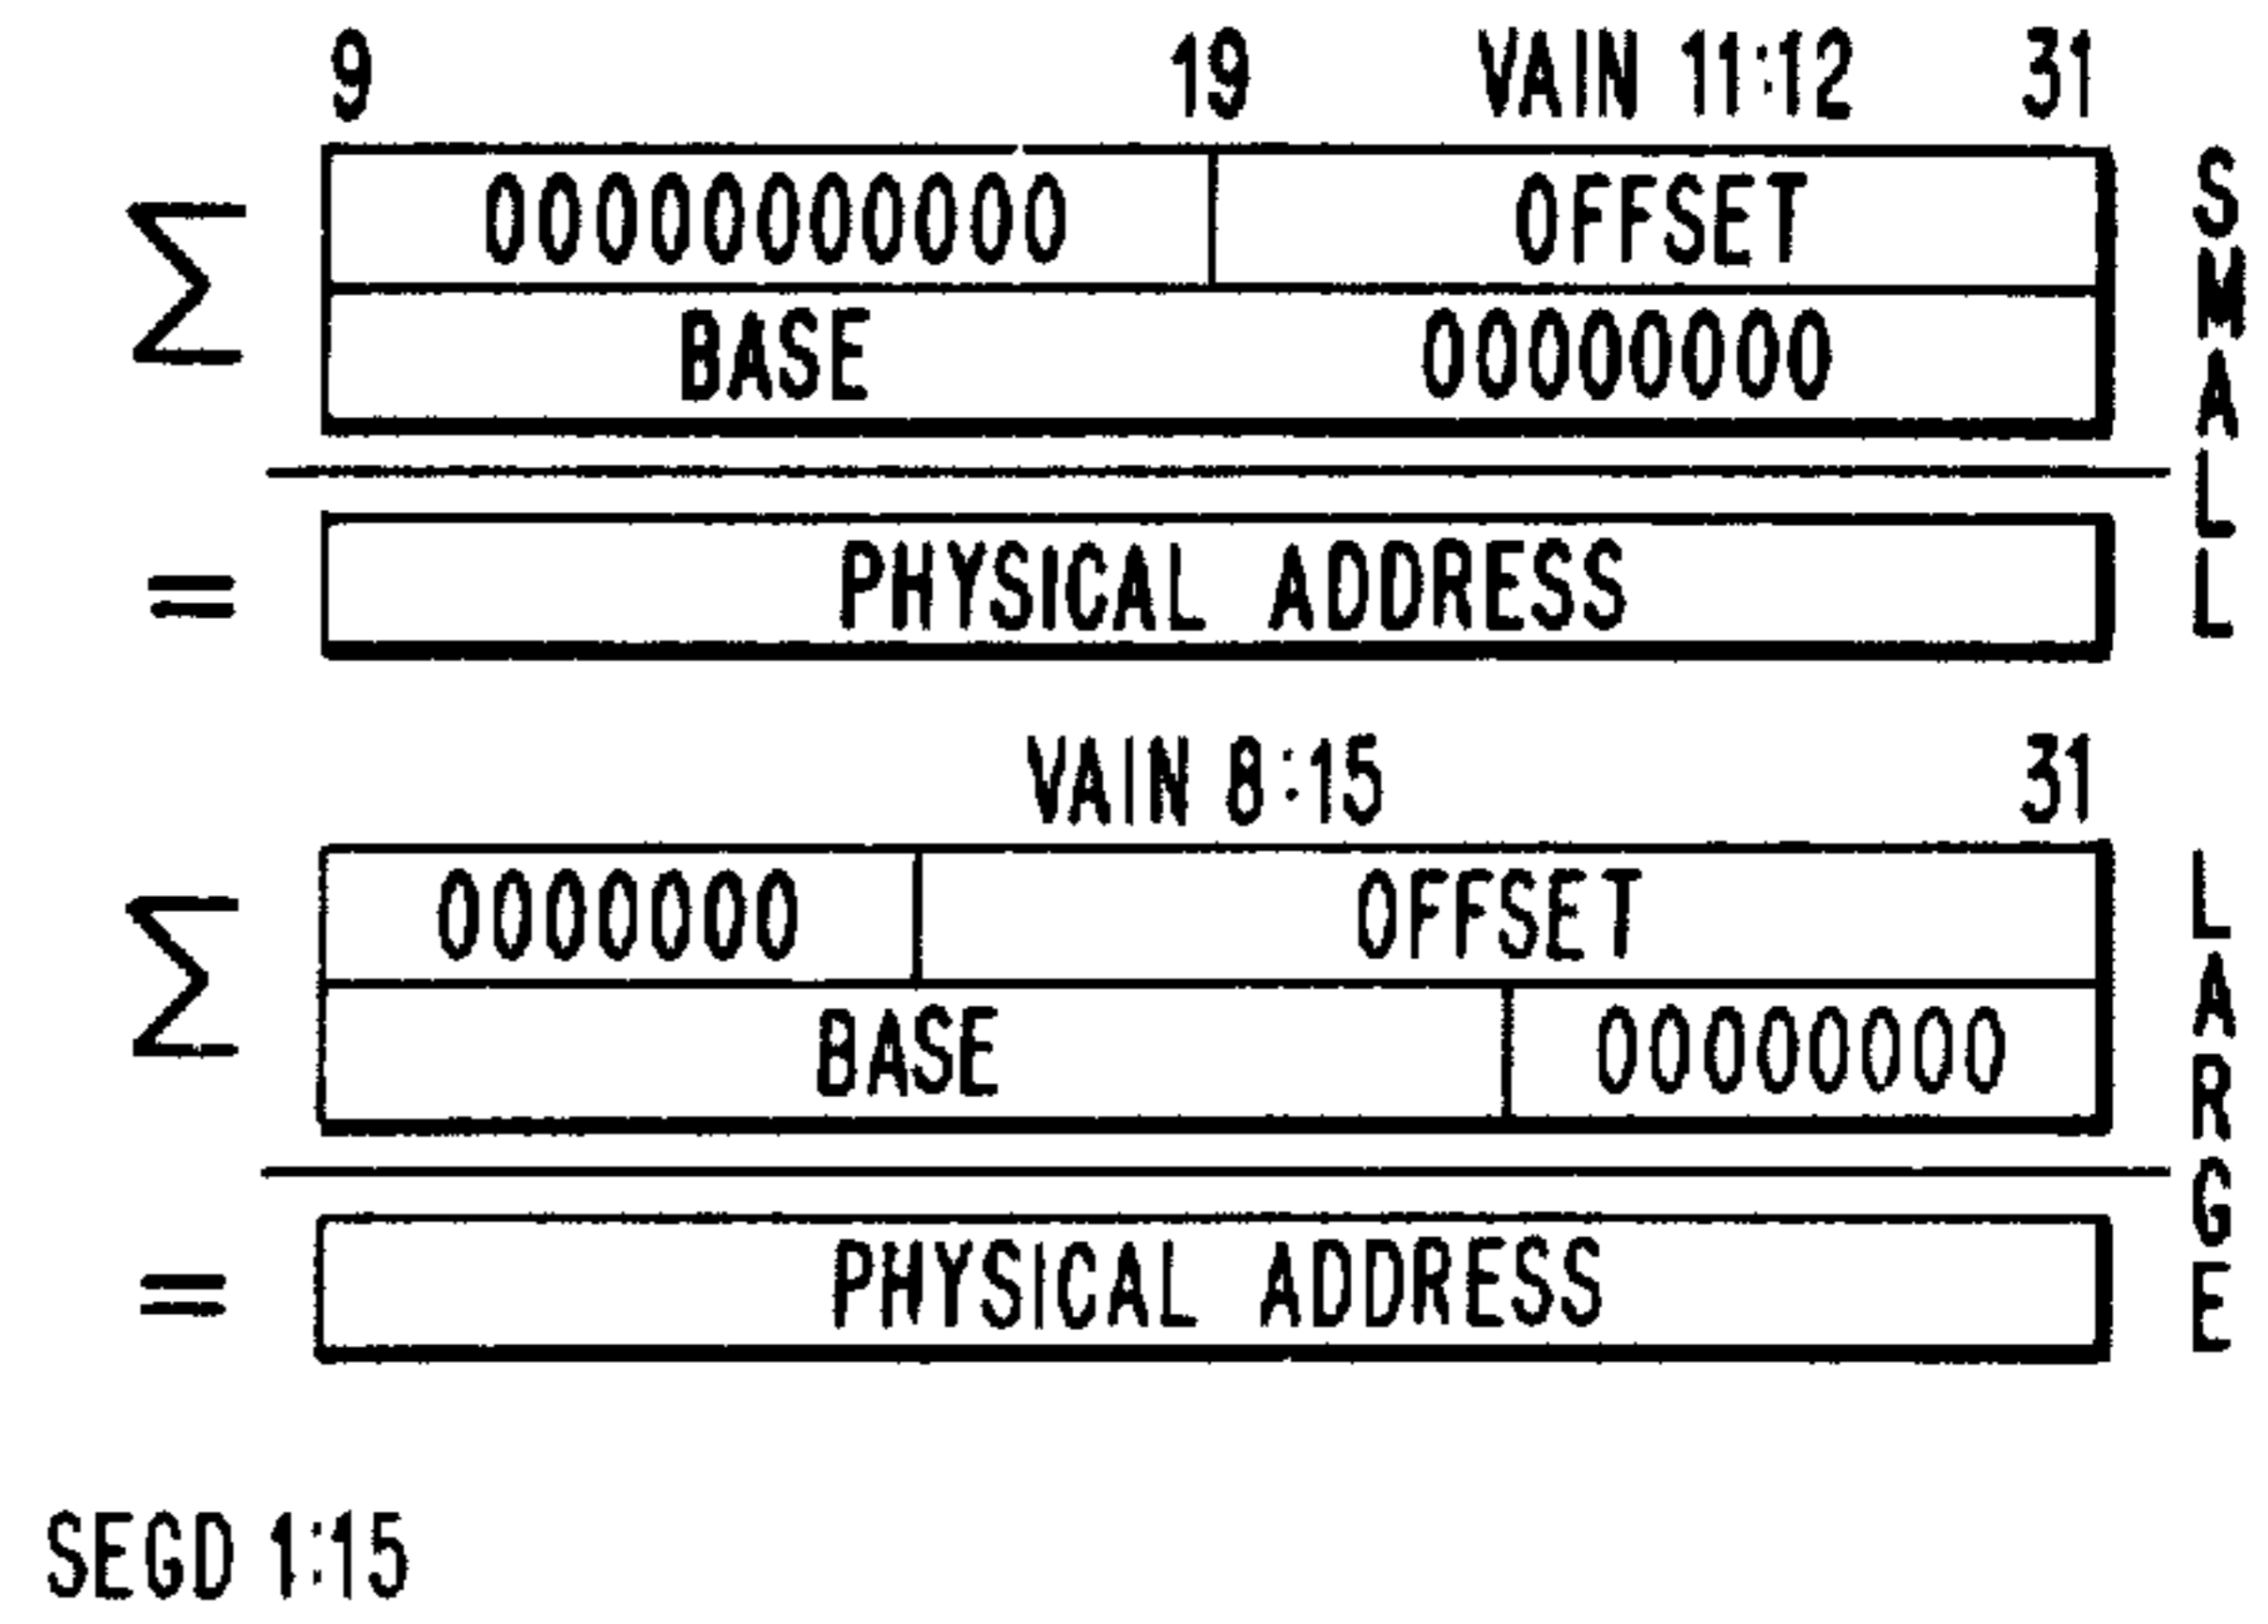 9 19 VAIN 11:12 31
Σ 00000000000 OFFSET
BASE 00000000
= PHYSICAL ADDRESS
SMALL
VAIN 8:15 31
Σ 0000000 OFFSET
BASE 00000000
= PHYSICAL ADDRESS
LARGE
SEGD 1:15